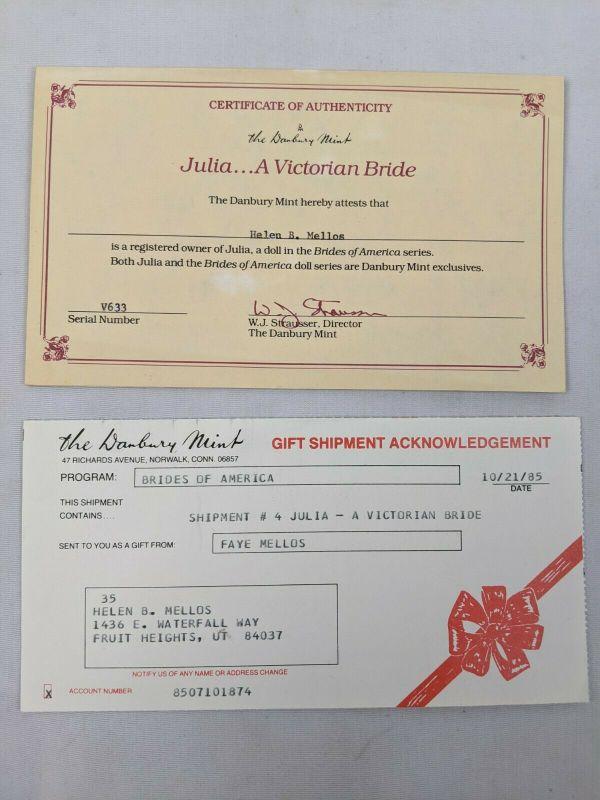 CERTIFICATE OF AUTHENTICITY
the Danbury Mint
Julia...A Victorian Bride
The Danbury Mint hereby attests that
Helen B. Mellos
is a registered owner of Julia, a doll in the Brides of America series.
Both Julia and the Brides of America doll series are Danbury Mint exclusives.
V633
Serial Number
W. J. Strausser
W.J. Strausser, Director
The Danbury Mint
the Danbury Mint
GIFT SHIPMENT ACKNOWLEDGEMENT
47 RICHARDS AVENUE, NORWALK, CONN. 06857
PROGRAM: BRIDES OF AMERICA
10/21/85
DATE
THIS SHIPMENT
CONTAINS.... SHIPMENT # 4 JULIA - A VICTORIAN BRIDE
SENT TO YOU AS A GIFT FROM: FAYE MELLOS
35
HELEN B. MELLOS
1436 E. WATERFALL WAY
FRUIT HEIGHTS, UT 84037
NOTIFY US OF ANY NAME OR ADDRESS CHANGE
X ACCOUNT NUMBER 8507101874